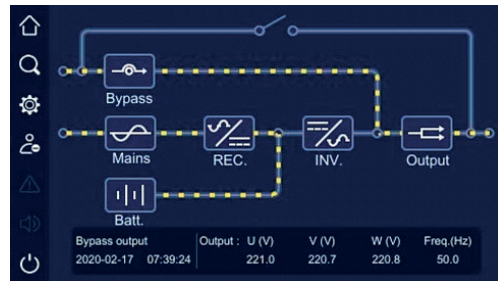 Bypass
Mains REC. INV. Output
Batt.
Bypass output Output : U (V) V (V) W (V) Freq.(Hz)
2020-02-17 07:39:24 221.0 220.7 220.8 50.0